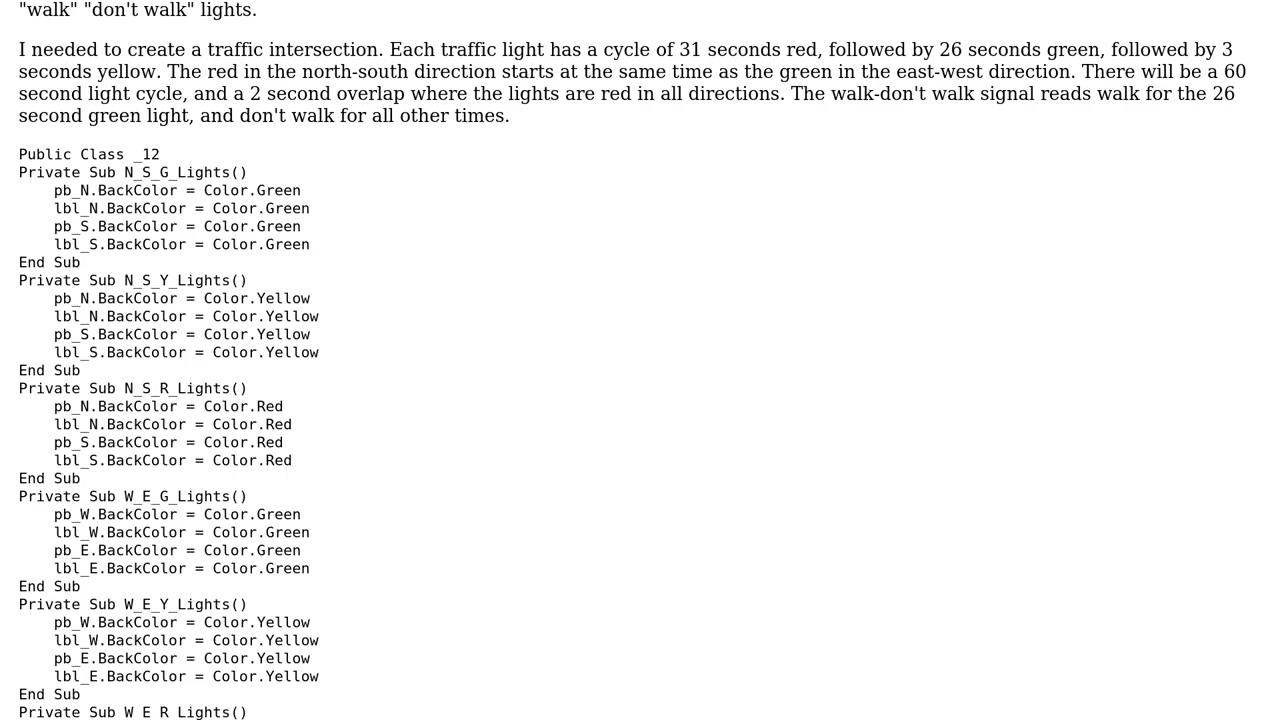 "walk" "don't walk" lights.
I needed to create a traffic intersection. Each traffic light has a cycle of 31 seconds red, followed by 26 seconds green, followed by 3
seconds yellow. The red in the north-south direction starts at the same time as the green in the east-west direction. There will be a 60
second light cycle, and a 2 second overlap where the lights are red in all directions. The walk-don't walk signal reads walk for the 26
second green light, and don't walk for all other times.
Public Class _12
Private Sub N_S_G_Lights()
    pb_N.BackColor = Color.Green
    lbl_N.BackColor = Color.Green
    pb_S.BackColor = Color.Green
    lbl_S.BackColor = Color.Green
End Sub
Private Sub N_S_Y_Lights()
    pb_N.BackColor = Color.Yellow
    lbl_N.BackColor = Color.Yellow
    pb_S.BackColor = Color.Yellow
    lbl_S.BackColor = Color.Yellow
End Sub
Private Sub N_S_R_Lights()
    pb_N.BackColor = Color.Red
    lbl_N.BackColor = Color.Red
    pb_S.BackColor = Color.Red
    lbl_S.BackColor = Color.Red
End Sub
Private Sub W_E_G_Lights()
    pb_W.BackColor = Color.Green
    lbl_W.BackColor = Color.Green
    pb_E.BackColor = Color.Green
    lbl_E.BackColor = Color.Green
End Sub
Private Sub W_E_Y_Lights()
    pb_W.BackColor = Color.Yellow
    lbl_W.BackColor = Color.Yellow
    pb_E.BackColor = Color.Yellow
    lbl_E.BackColor = Color.Yellow
End Sub
Private Sub W E R Lights()